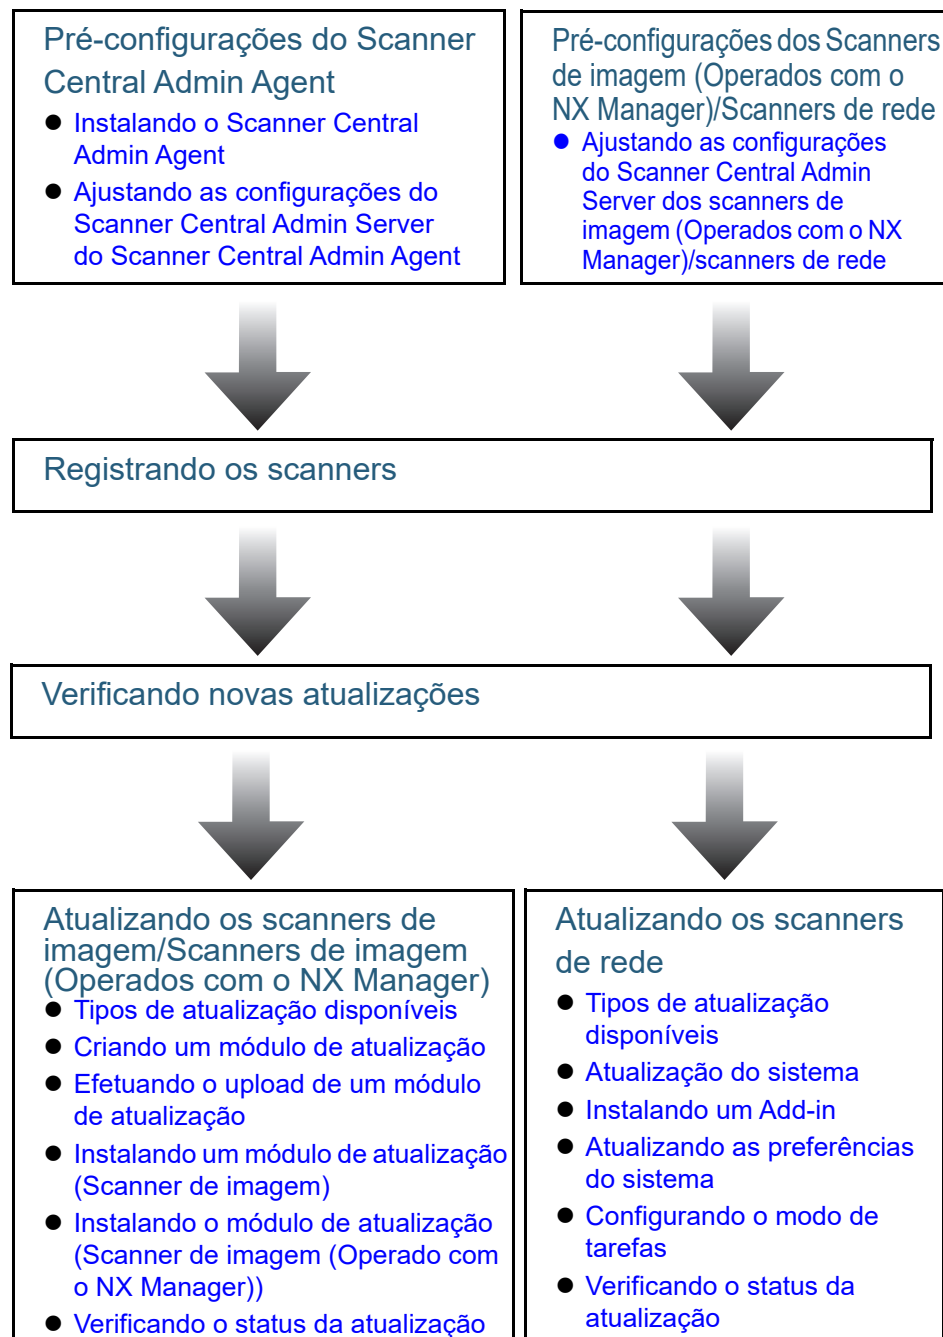 Pré-configurações do Scanner
Central Admin Agent
● Instalando o Scanner Central
Admin Agent
● Ajustando as configurações do
Scanner Central Admin Server
do Scanner Central Admin Agent
Pré-configurações dos Scanners
de imagem (Operados com o
NX Manager)/Scanners de rede
● Ajustando as configurações
do Scanner Central Admin
Server dos scanners de
imagem (Operados com o NX
Manager)/scanners de rede
Registrando os scanners
Verificando novas atualizações
Atualizando os scanners de
imagem/Scanners de imagem
(Operados com o NX Manager)
● Tipos de atualização disponíveis
● Criando um módulo de atualização
● Efetuando o upload de um módulo
de atualização
● Instalando um módulo de atualização
(Scanner de imagem)
● Instalando o módulo de atualização
(Scanner de imagem (Operado com
o NX Manager))
● Verificando o status da atualização
Atualizando os scanners
de rede
● Tipos de atualização
disponíveis
● Atualização do sistema
● Instalando um Add-in
● Atualizando as preferências
do sistema
● Configurando o modo de
tarefas
● Verificando o status da
atualização